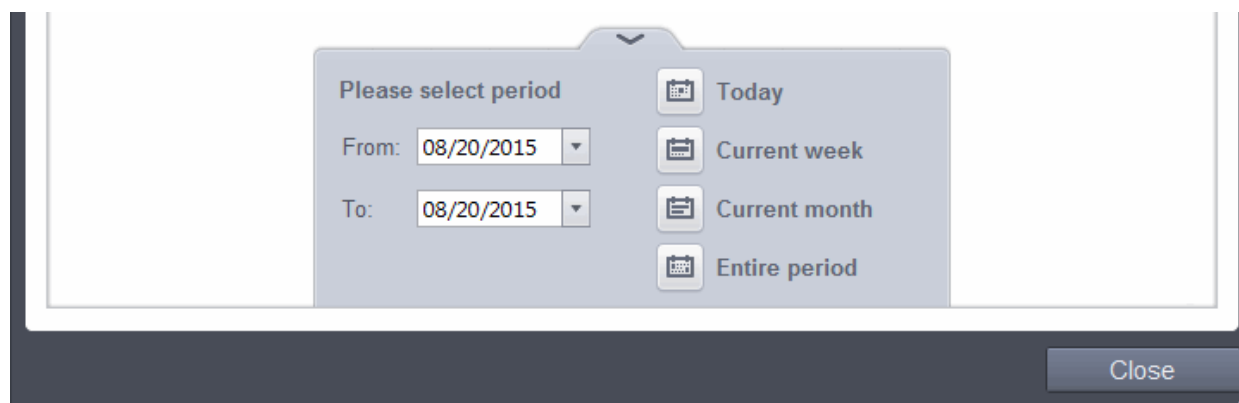 Please select period
From: 08/20/2015
To: 08/20/2015
Today
Current week
Current month
Entire period
Close